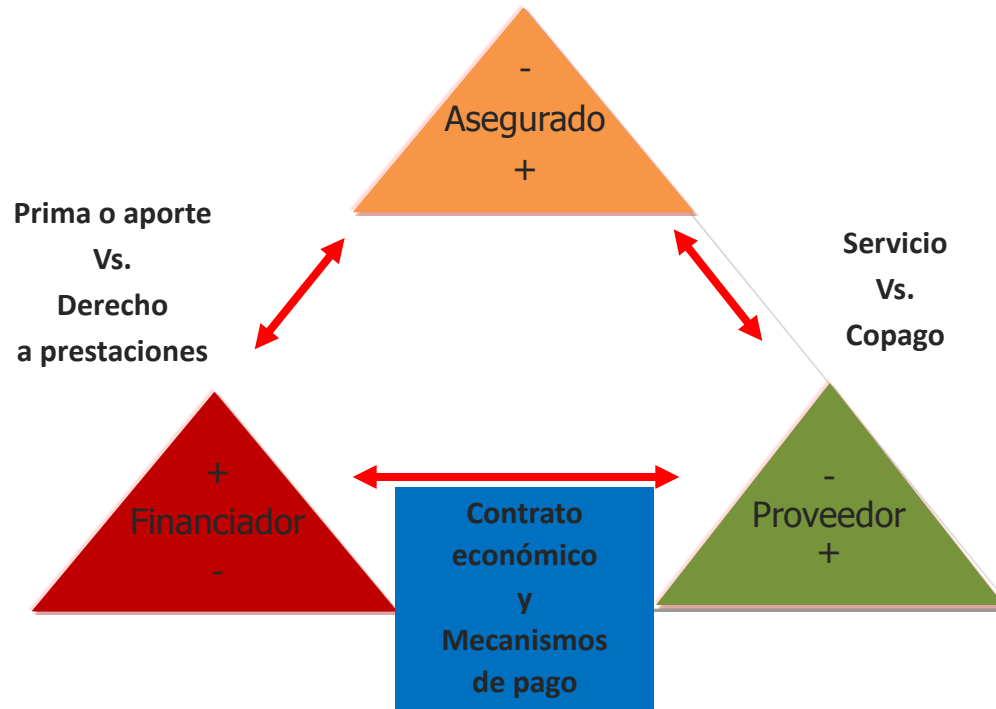 -
Asegurado
+
Prima o aporte
Vs.
Derecho
a prestaciones
Servicio
Vs.
Copago
+
Financiador
-
Contrato
económico
y
Mecanismos
de pago
-
Proveedor
+